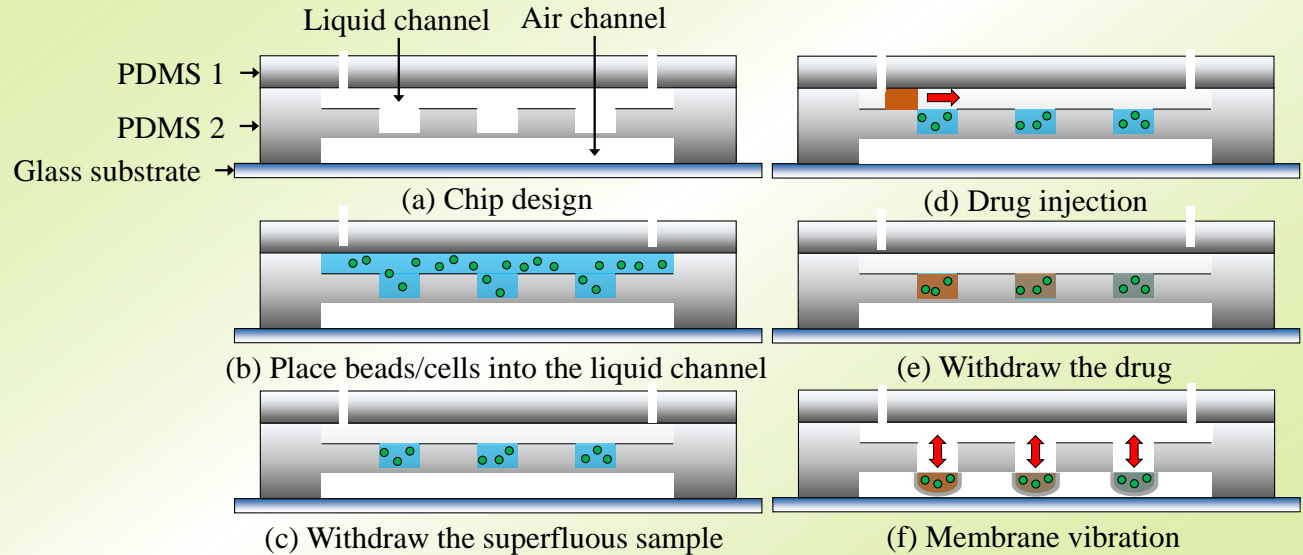 Liquid channel
Air channel
PDMS 1
PDMS 2
Glass substrate
(a) Chip design
(b) Place beads/cells into the liquid channel
(c) Withdraw the superfluous sample
(d) Drug injection
(e) Withdraw the drug
(f) Membrane vibration